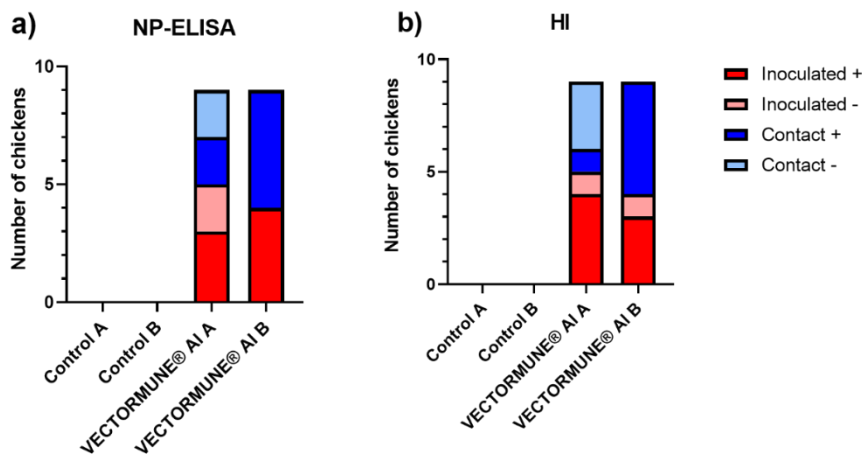 a)
NP-ELISA
Number of chickens
10
5
0
Control A
Control B
VECTORMUNE® AI A
VECTORMUNE® AI B
b)
HI
Number of chickens
10
5
0
Control A
Control B
VECTORMUNE® AI A
VECTORMUNE® AI B
Inoculated +
Inoculated -
Contact +
Contact -